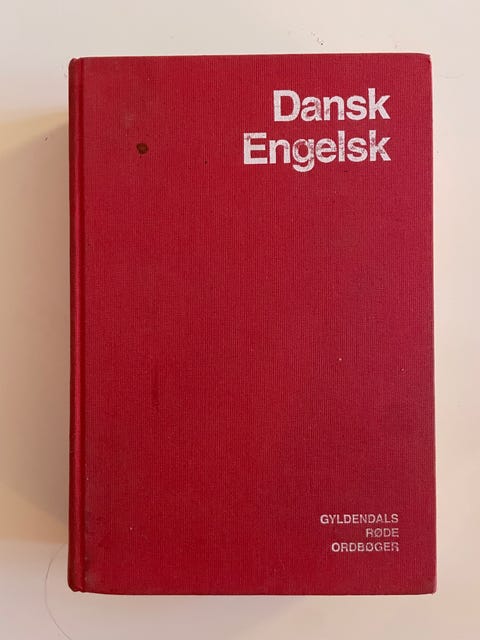 Dansk
Engelsk
GYLDENDALS
RØDE
ORDBØGER